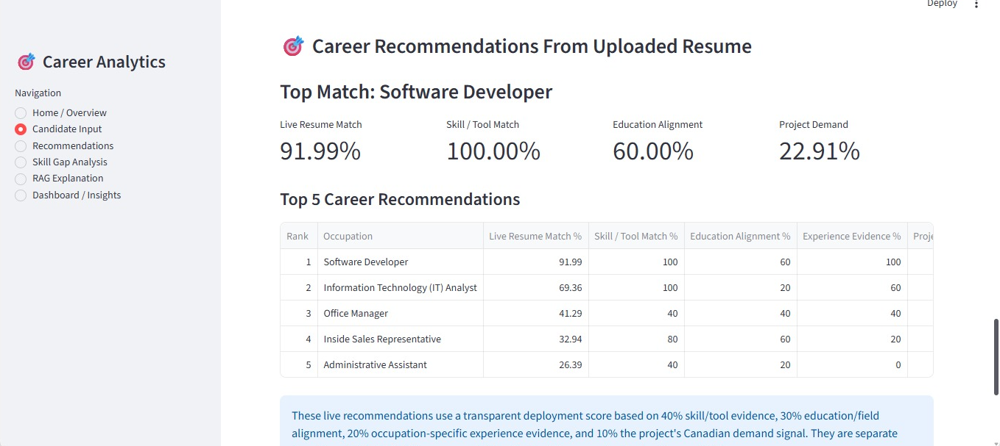 Deploy
Career Analytics
Navigation
Home / Overview
Candidate Input
Recommendations
Skill Gap Analysis
RAG Explanation
Dashboard / Insights
Career Recommendations From Uploaded Resume
Top Match: Software Developer
Live Resume Match Skill / Tool Match Education Alignment Project Demand
91.99% 100.00% 60.00% 22.91%
Top 5 Career Recommendations
Rank Occupation Live Resume Match % Skill / Tool Match % Education Alignment % Experience Evidence %
1 Software Developer 91.99 100 60 100
2 Information Technology (IT) Analyst 69.36 100 20 60
3 Office Manager 41.29 40 40 40
4 Inside Sales Representative 32.94 80 60 20
5 Administrative Assistant 26.39 40 20 0
These live recommendations use a transparent deployment score based on 40% skill/tool evidence, 30% education/field
alignment, 20% occupation-specific experience evidence, and 10% the project's Canadian demand signal. They are separate